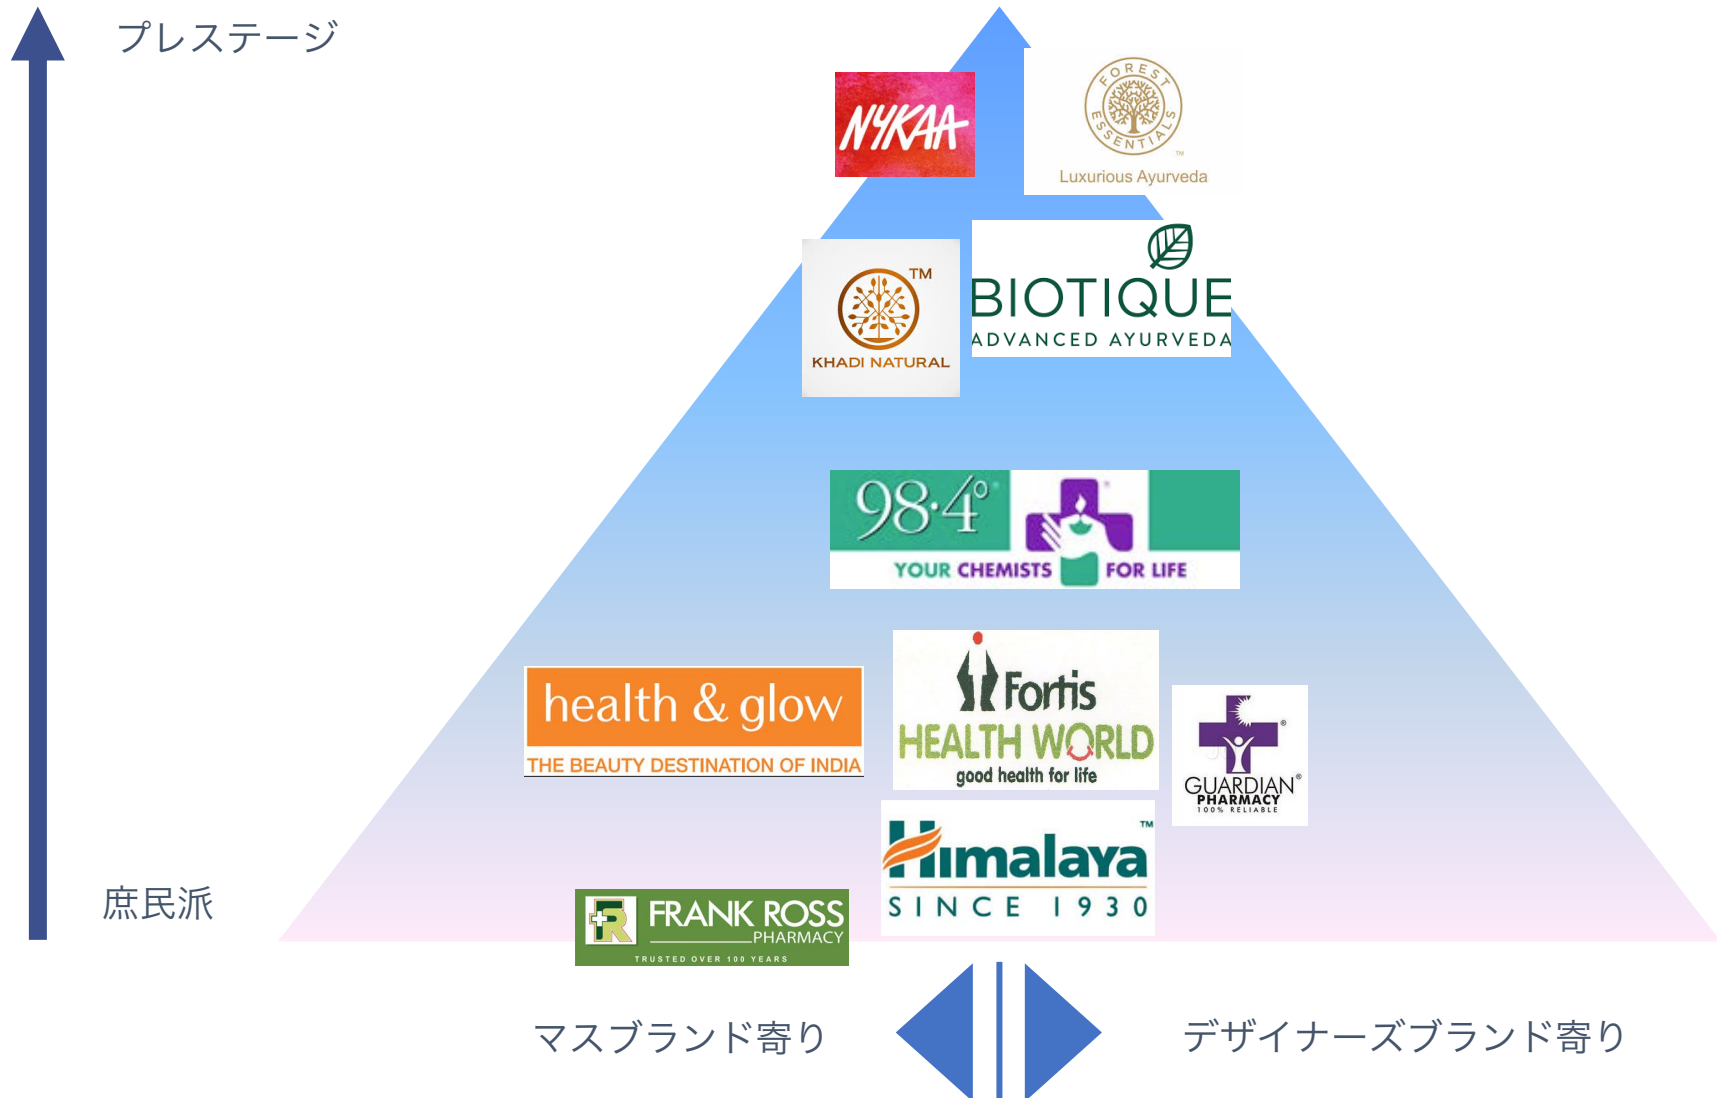 プレステージ
NYKAA
FOREST ESSENTIALS
TM
Luxurious Ayurveda
TM
KHADI NATURAL
BIOTIQUE
ADVANCED AYURVEDA
98.4°
YOUR CHEMISTS FOR LIFE
health & glow
THE BEAUTY DESTINATION OF INDIA
Fortis
HEALTH WORLD
good health for life
GUARDIAN®
PHARMACY
100% RELIABLE
Himalaya
TM
SINCE 1930
庶民派
FRANK ROSS
PHARMACY
TRUSTED OVER 100 YEARS
マスブランド寄り
デザイナーズブランド寄り